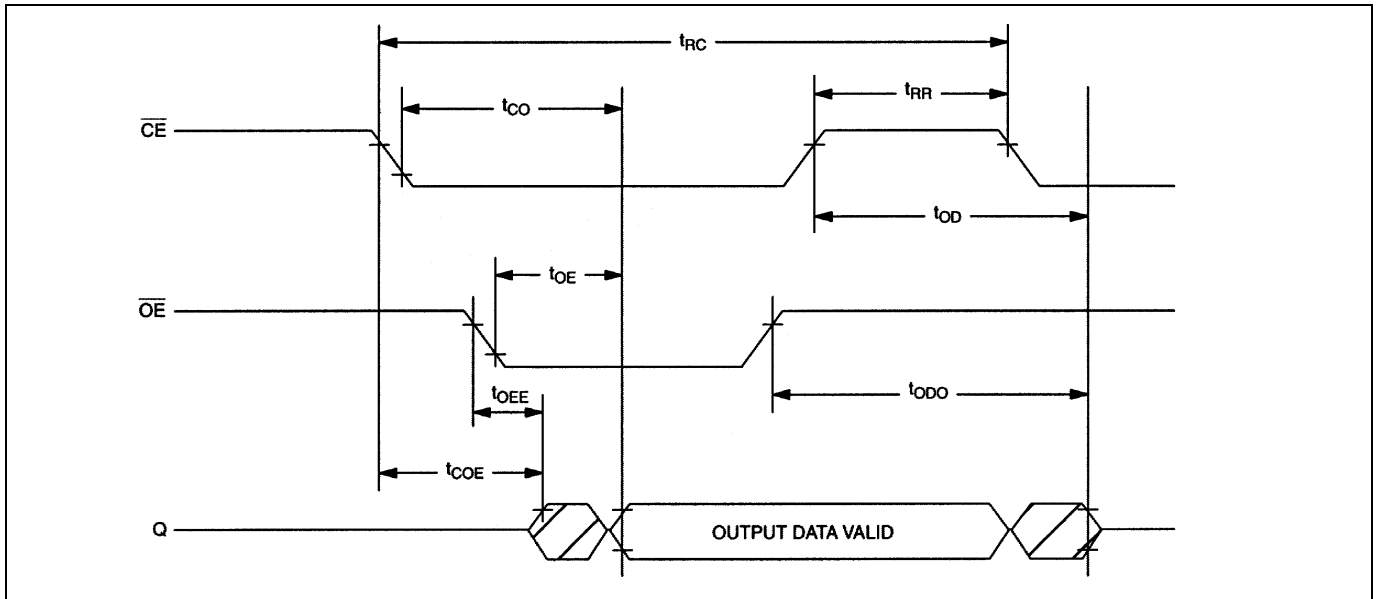 tRC
tRR
tCO
CE
tOD
tOE
OE
tOEE
tODO
tCOE
Q
OUTPUT DATA VALID